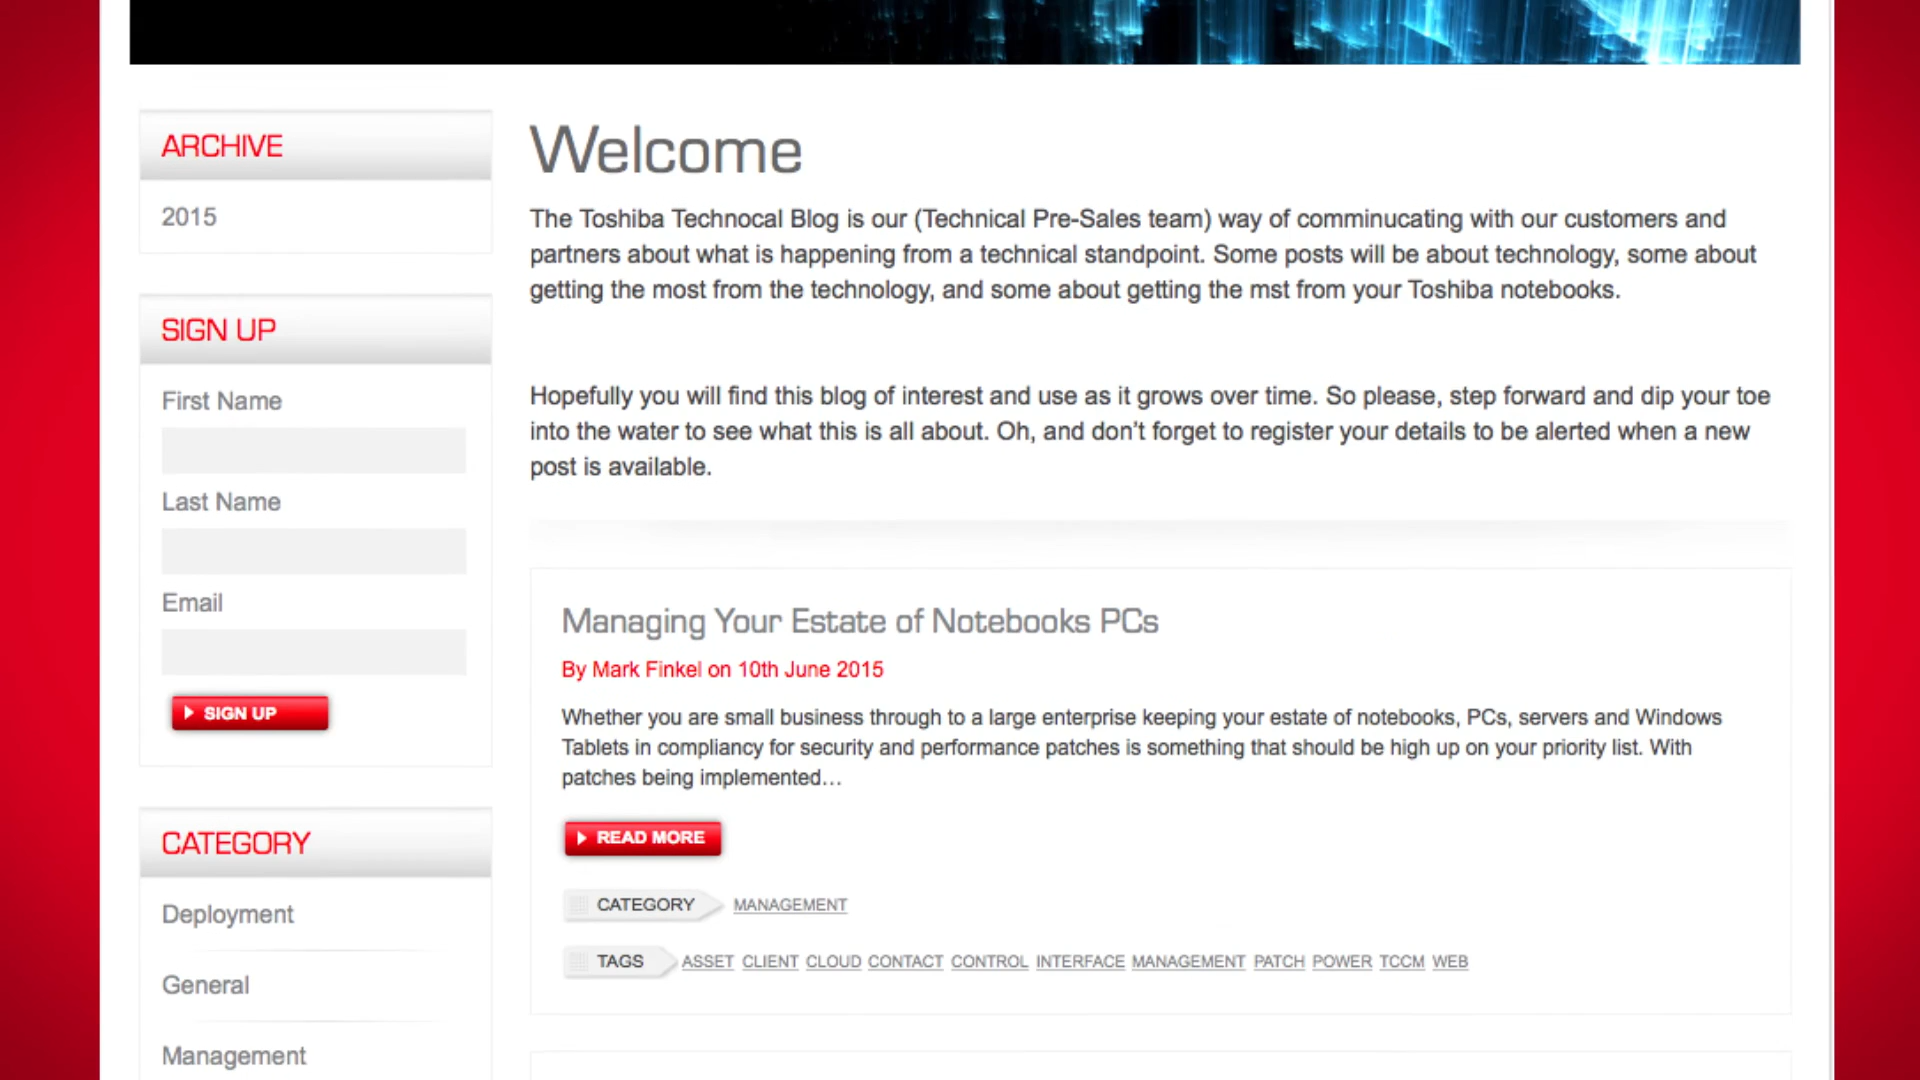 ARCHIVE
2015
SIGN UP
First Name
Last Name
Email
SIGN UP
CATEGORY
Deployment
General
Management
Welcome
The Toshiba Technocal Blog is our (Technical Pre-Sales team) way of comminucating with our customers and
partners about what is happening from a technical standpoint. Some posts will be about technology, some about
getting the most from the technology, and some about getting the mst from your Toshiba notebooks.
Hopefully you will find this blog of interest and use as it grows over time. So please, step forward and dip your toe
into the water to see what this is all about. Oh, and don’t forget to register your details to be alerted when a new
post is available.
Managing Your Estate of Notebooks PCs
By Mark Finkel on 10th June 2015
Whether you are small business through to a large enterprise keeping your estate of notebooks, PCs, servers and Windows
Tablets in compliancy for security and performance patches is something that should be high up on your priority list. With
patches being implemented…
READ MORE
CATEGORY MANAGEMENT
TAGS ASSET CLIENT CLOUD CONTACT CONTROL INTERFACE MANAGEMENT PATCH POWER TCCM WEB